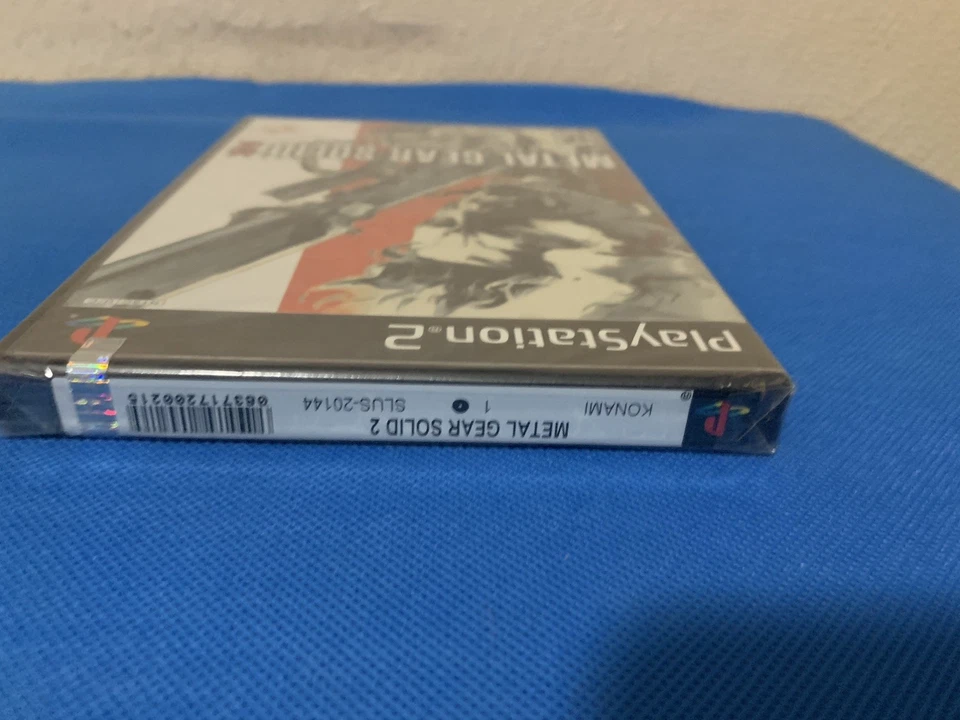 PlayStation®2
METAL GEAR SOLID 2
METAL GEAR SOLID 2
KONAMI 1 SLUS-20144
083717200215